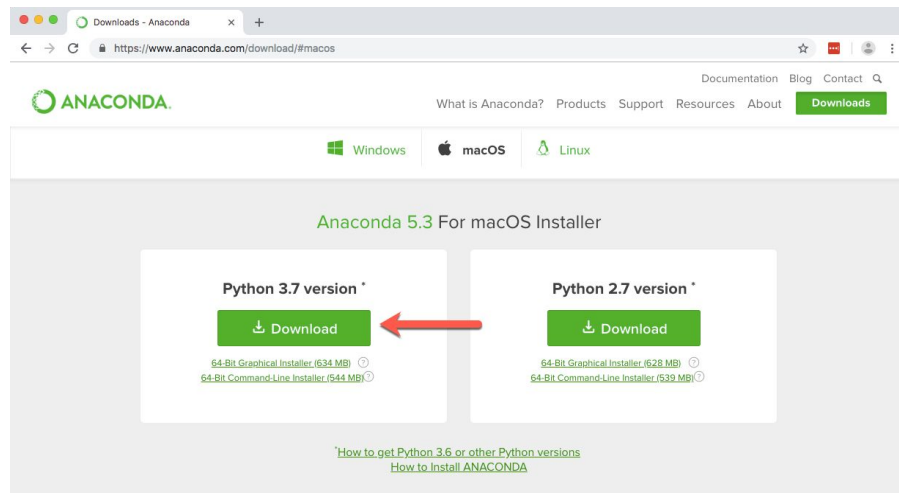 Downloads - Anaconda
https://www.anaconda.com/download/#macos
Documentation Blog Contact
ANACONDA.
What is Anaconda? Products Support Resources About Downloads
Windows macOS Linux
Anaconda 5.3 For macOS Installer
Python 3.7 version *
Download
64-Bit Graphical Installer (634 MB) ?
64-Bit Command-Line Installer (544 MB) ?
Python 2.7 version *
Download
64-Bit Graphical Installer (628 MB) ?
64-Bit Command-Line Installer (539 MB) ?
*How to get Python 3.6 or other Python versions
How to Install ANACONDA